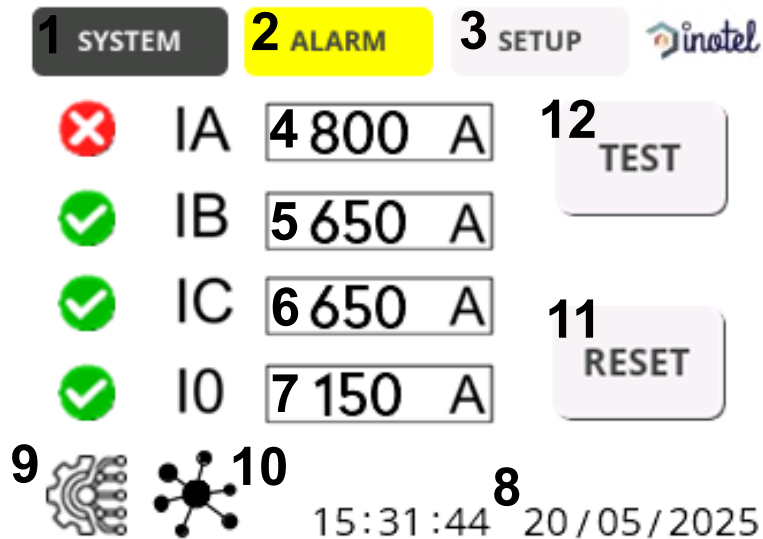 1 SYSTEM 2 ALARM 3 SETUP inotel
IA 4 800 A 12 TEST
IB 5 650 A
IC 6 650 A 11 RESET
I0 7 150 A
9 10 15:31:44 8 20/05/2025